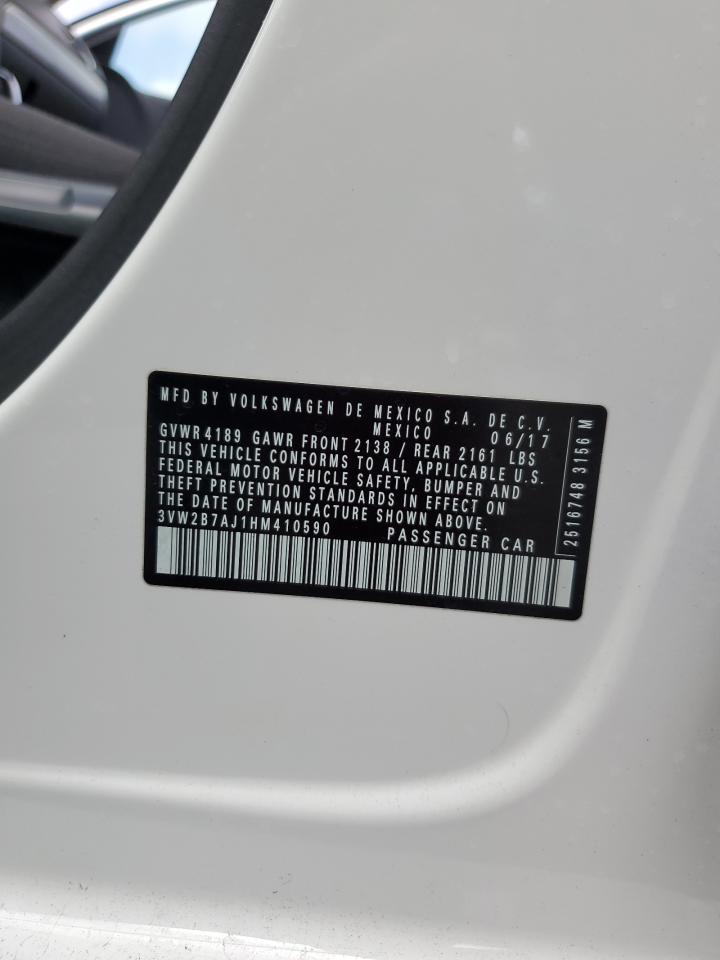 MFD BY VOLKSWAGEN DE MEXICO S.A. DE C.V.
MEXICO 06/17
GVWR 4189 GAWR FRONT 2138 / REAR 2161 LBS
THIS VEHICLE CONFORMS TO ALL APPLICABLE U.S.
FEDERAL MOTOR VEHICLE SAFETY, BUMPER AND
THEFT PREVENTION STANDARDS IN EFFECT ON
THE DATE OF MANUFACTURE SHOWN ABOVE.
3VW2B7AJ1HM410590 PASSENGER CAR
2516748 3156 M